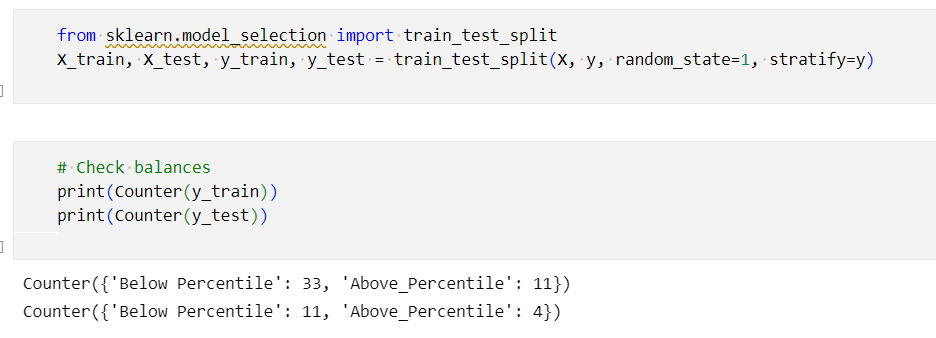 from sklearn.model_selection import train_test_split
X_train, X_test, y_train, y_test = train_test_split(X, y, random_state=1, stratify=y)
]
# Check balances
print(Counter(y_train))
print(Counter(y_test))
]
Counter({'Below Percentile': 33, 'Above_Percentile': 11})
Counter({'Below Percentile': 11, 'Above_Percentile': 4})